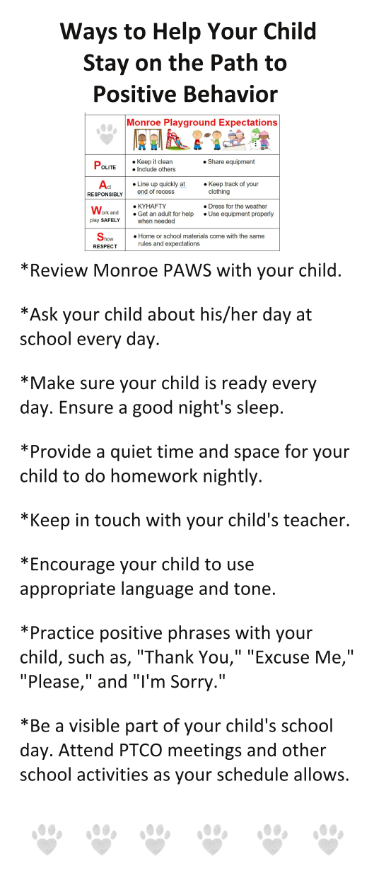 Ways to Help Your Child
Stay on the Path to
Positive Behavior
Monroe Playground Expectations
POLITE
• Keep it clean
• Include others
• Share equipment
Act
RESPONSIBLY
• Line up quickly at
end of recess
• Keep track of your
clothing
Work and
play SAFELY
• KYHAFTY
• Get an adult for help
when needed
• Dress for the weather
• Use equipment properly
Show
RESPECT
• Home or school materials come with the same
rules and expectations
*Review Monroe PAWS with your child.
*Ask your child about his/her day at
school every day.
*Make sure your child is ready every
day. Ensure a good night's sleep.
*Provide a quiet time and space for your
child to do homework nightly.
*Keep in touch with your child's teacher.
*Encourage your child to use
appropriate language and tone.
*Practice positive phrases with your
child, such as, "Thank You," "Excuse Me,"
"Please," and "I'm Sorry."
*Be a visible part of your child's school
day. Attend PTCO meetings and other
school activities as your schedule allows.